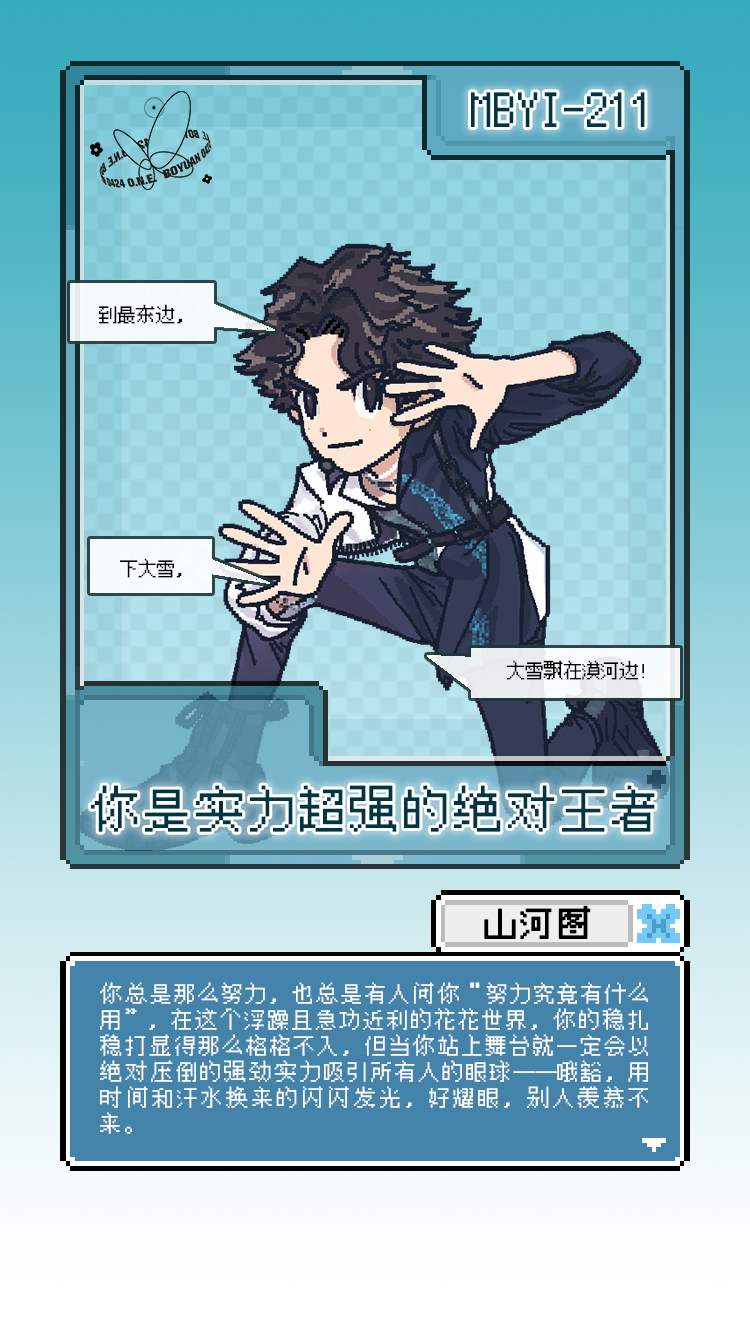 MBYI-211
0424 O.N.E. BOYUAN 042
到最东边，
下大雪，
大雪飘在漠河边！
你是实力超强的绝对王者
山河图
你总是那么努力，也总是有人问你“努力究竟有什么
用”，在这个浮躁且急功近利的花花世界，你的稳扎
稳打显得那么格格不入，但当你站上舞台就一定会以
绝对压倒的强劲实力吸引所有人的眼球——哦豁，用
时间和汗水换来的闪闪发光，好耀眼，别人羡慕不
来。